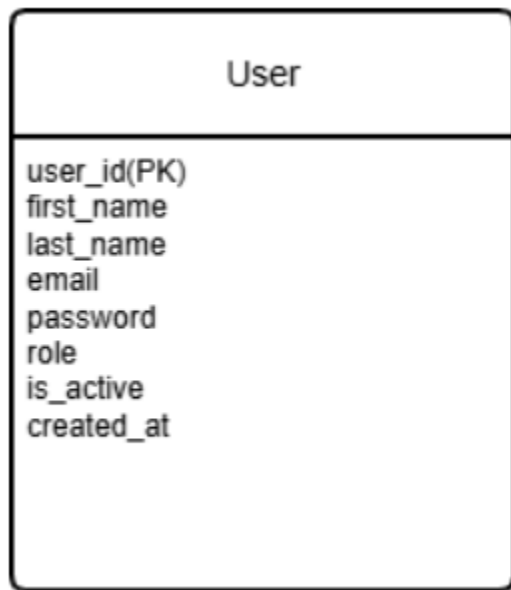 User
user_id(PK)
first_name
last_name
email
password
role
is_active
created_at